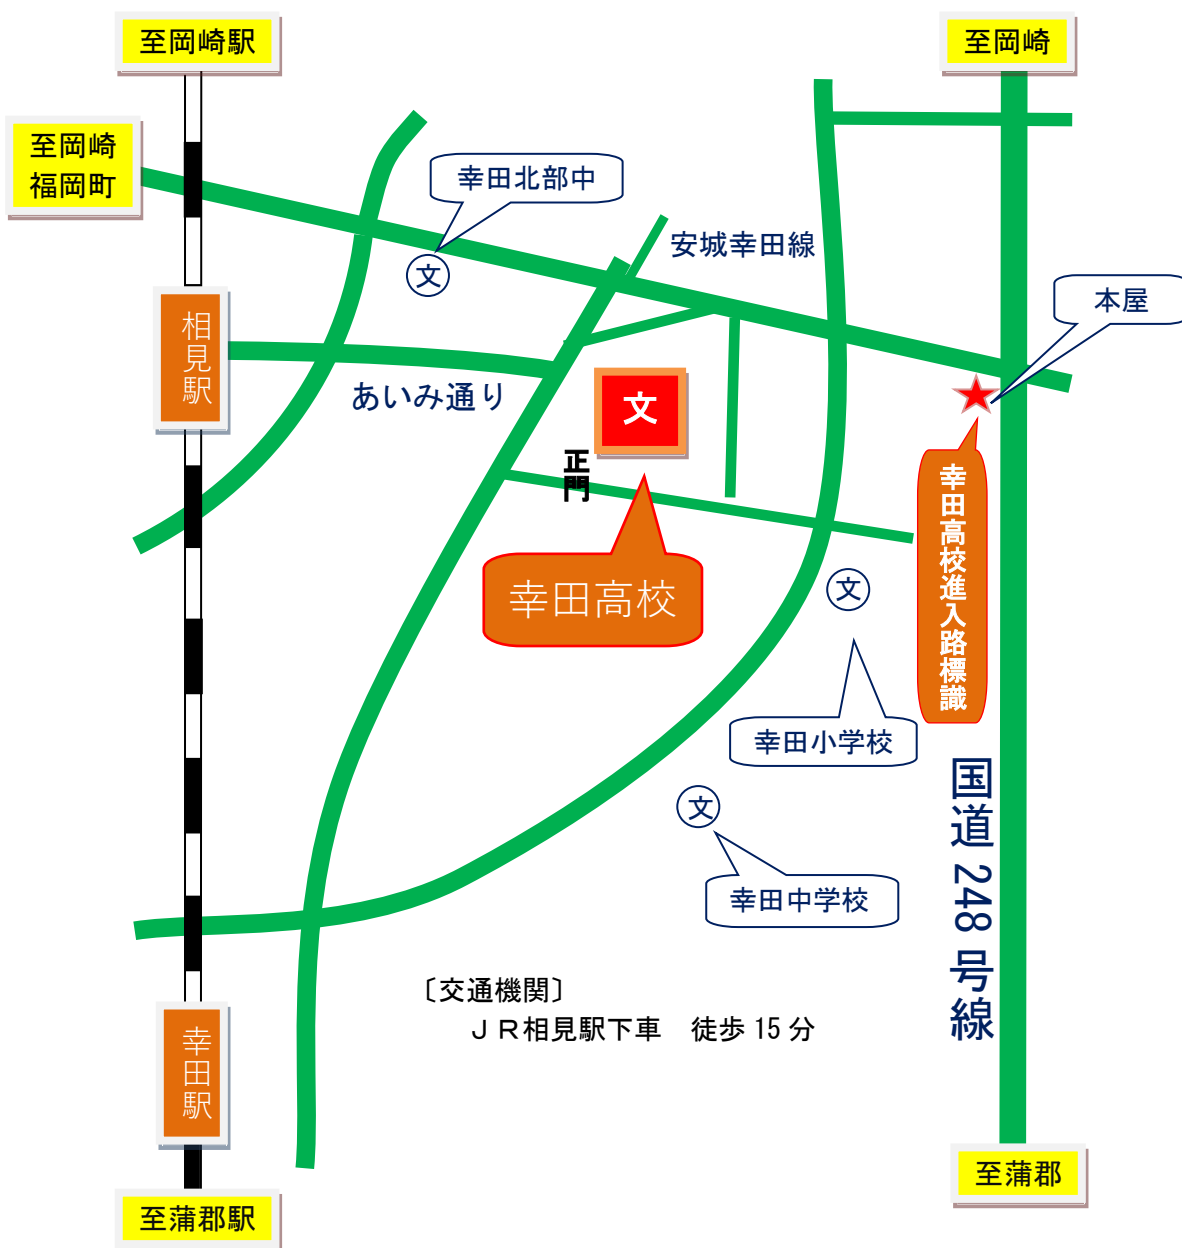 至岡崎駅
至岡崎
至岡崎
福岡町
幸田北部中
文
安城幸田線
本屋
相見駅
あいみ通り
文
正門
幸田高校
幸田高校進入路標識
文
幸田小学校
文
幸田中学校
国道248号線
〔交通機関〕
ＪＲ相見駅下車　徒歩15分
幸田駅
至蒲郡
至蒲郡駅